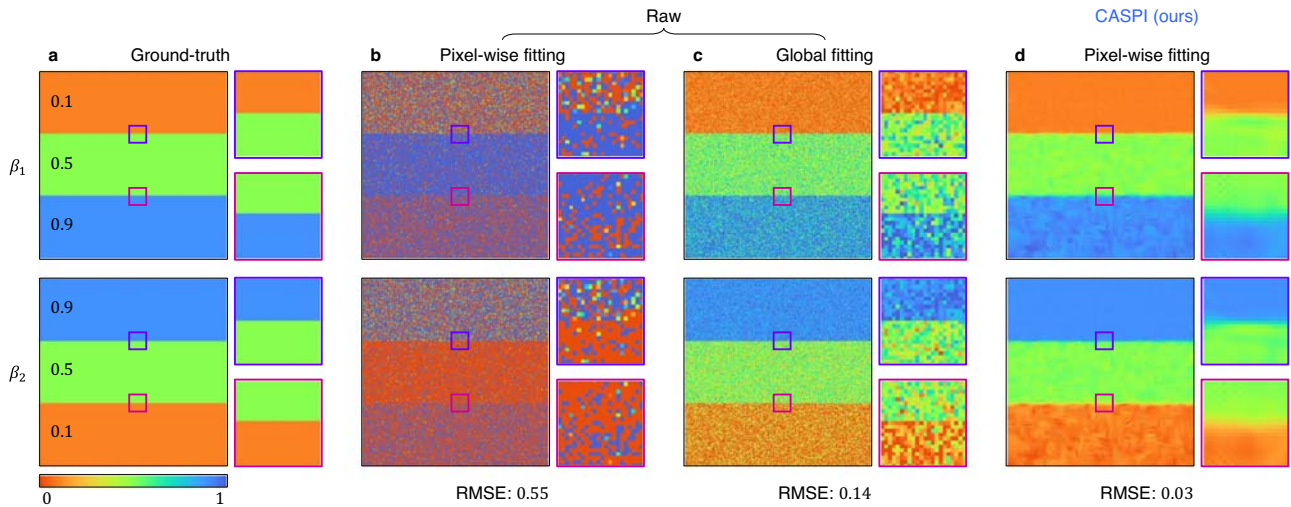 Raw
CASPI (ours)
a Ground-truth
b Pixel-wise fitting
c Global fitting
d Pixel-wise fitting
β₁
0.1
0.5
0.9
β₂
0.9
0.5
0.1
0 1
RMSE: 0.55
RMSE: 0.14
RMSE: 0.03